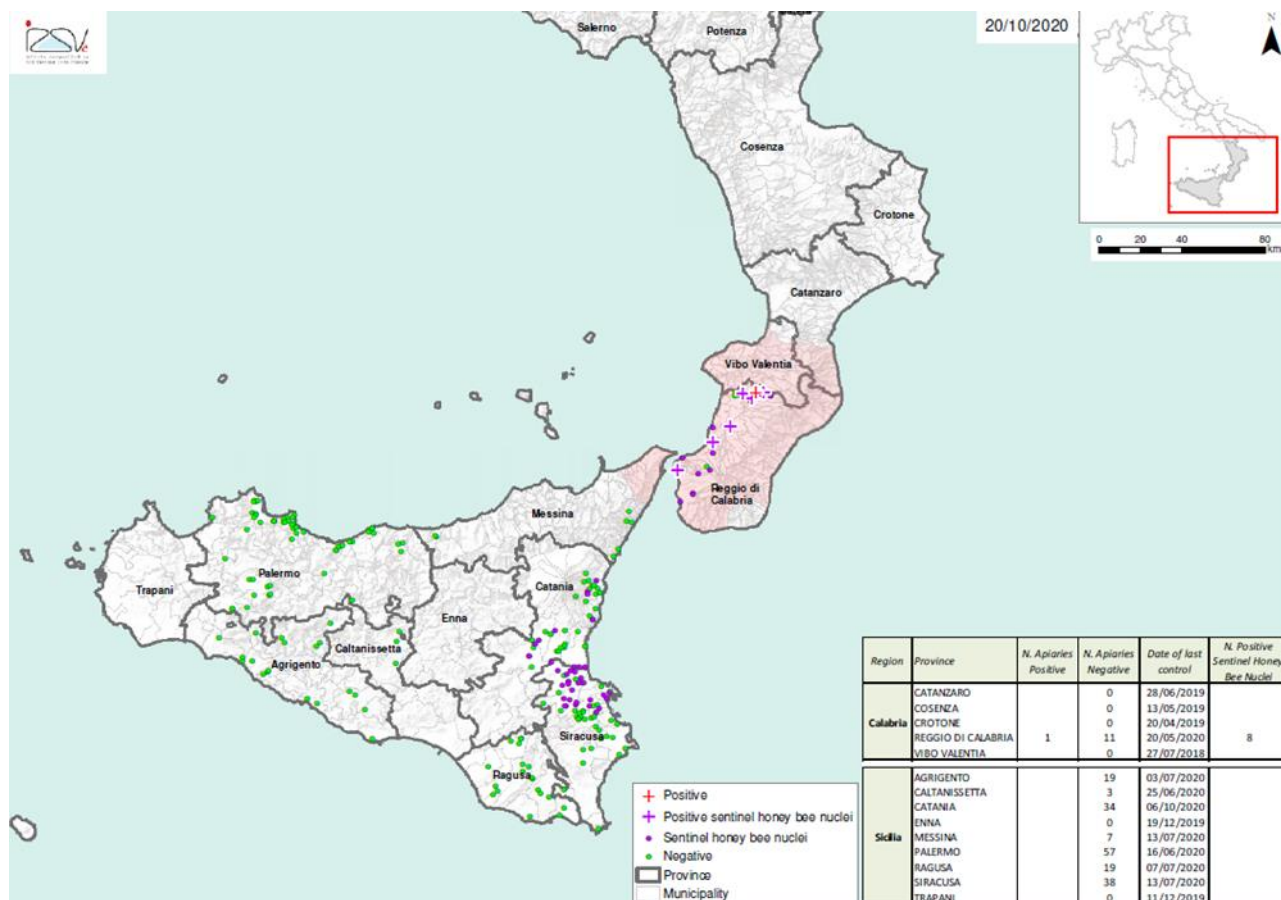 20/10/2020
N
Salerno
Potenza
Cosenza
Crotone
Catanzaro
0 20 40 80
km
Vibo Valentia
Reggio di
Calabria
Messina
Palermo
Trapani
Catania
Enna
Caltanissetta
Agrigento
Siracusa
Ragusa
Positive
Positive sentinel honey bee nuclei
Sentinel honey bee nuclei
Negative
Province
Municipality
Region Province N. Apiaries Positive N. Apiaries Negative Date of last control N. Positive Sentinel Honey Bee Nuclei
Calabria
CATANZARO 0 28/06/2019
COSENZA 0 13/05/2019
CROTONE 0 20/04/2019
REGGIO DI CALABRIA 1 11 20/05/2020 8
VIBO VALENTIA 0 27/07/2018
Sicilia
AGRIGENTO 19 03/07/2020
CALTANISSETTA 3 25/06/2020
CATANIA 34 06/10/2020
ENNA 0 19/12/2019
MESSINA 7 13/07/2020
PALERMO 57 16/06/2020
RAGUSA 19 07/07/2020
SIRACUSA 38 13/07/2020
TRAPANI 0 11/12/2019